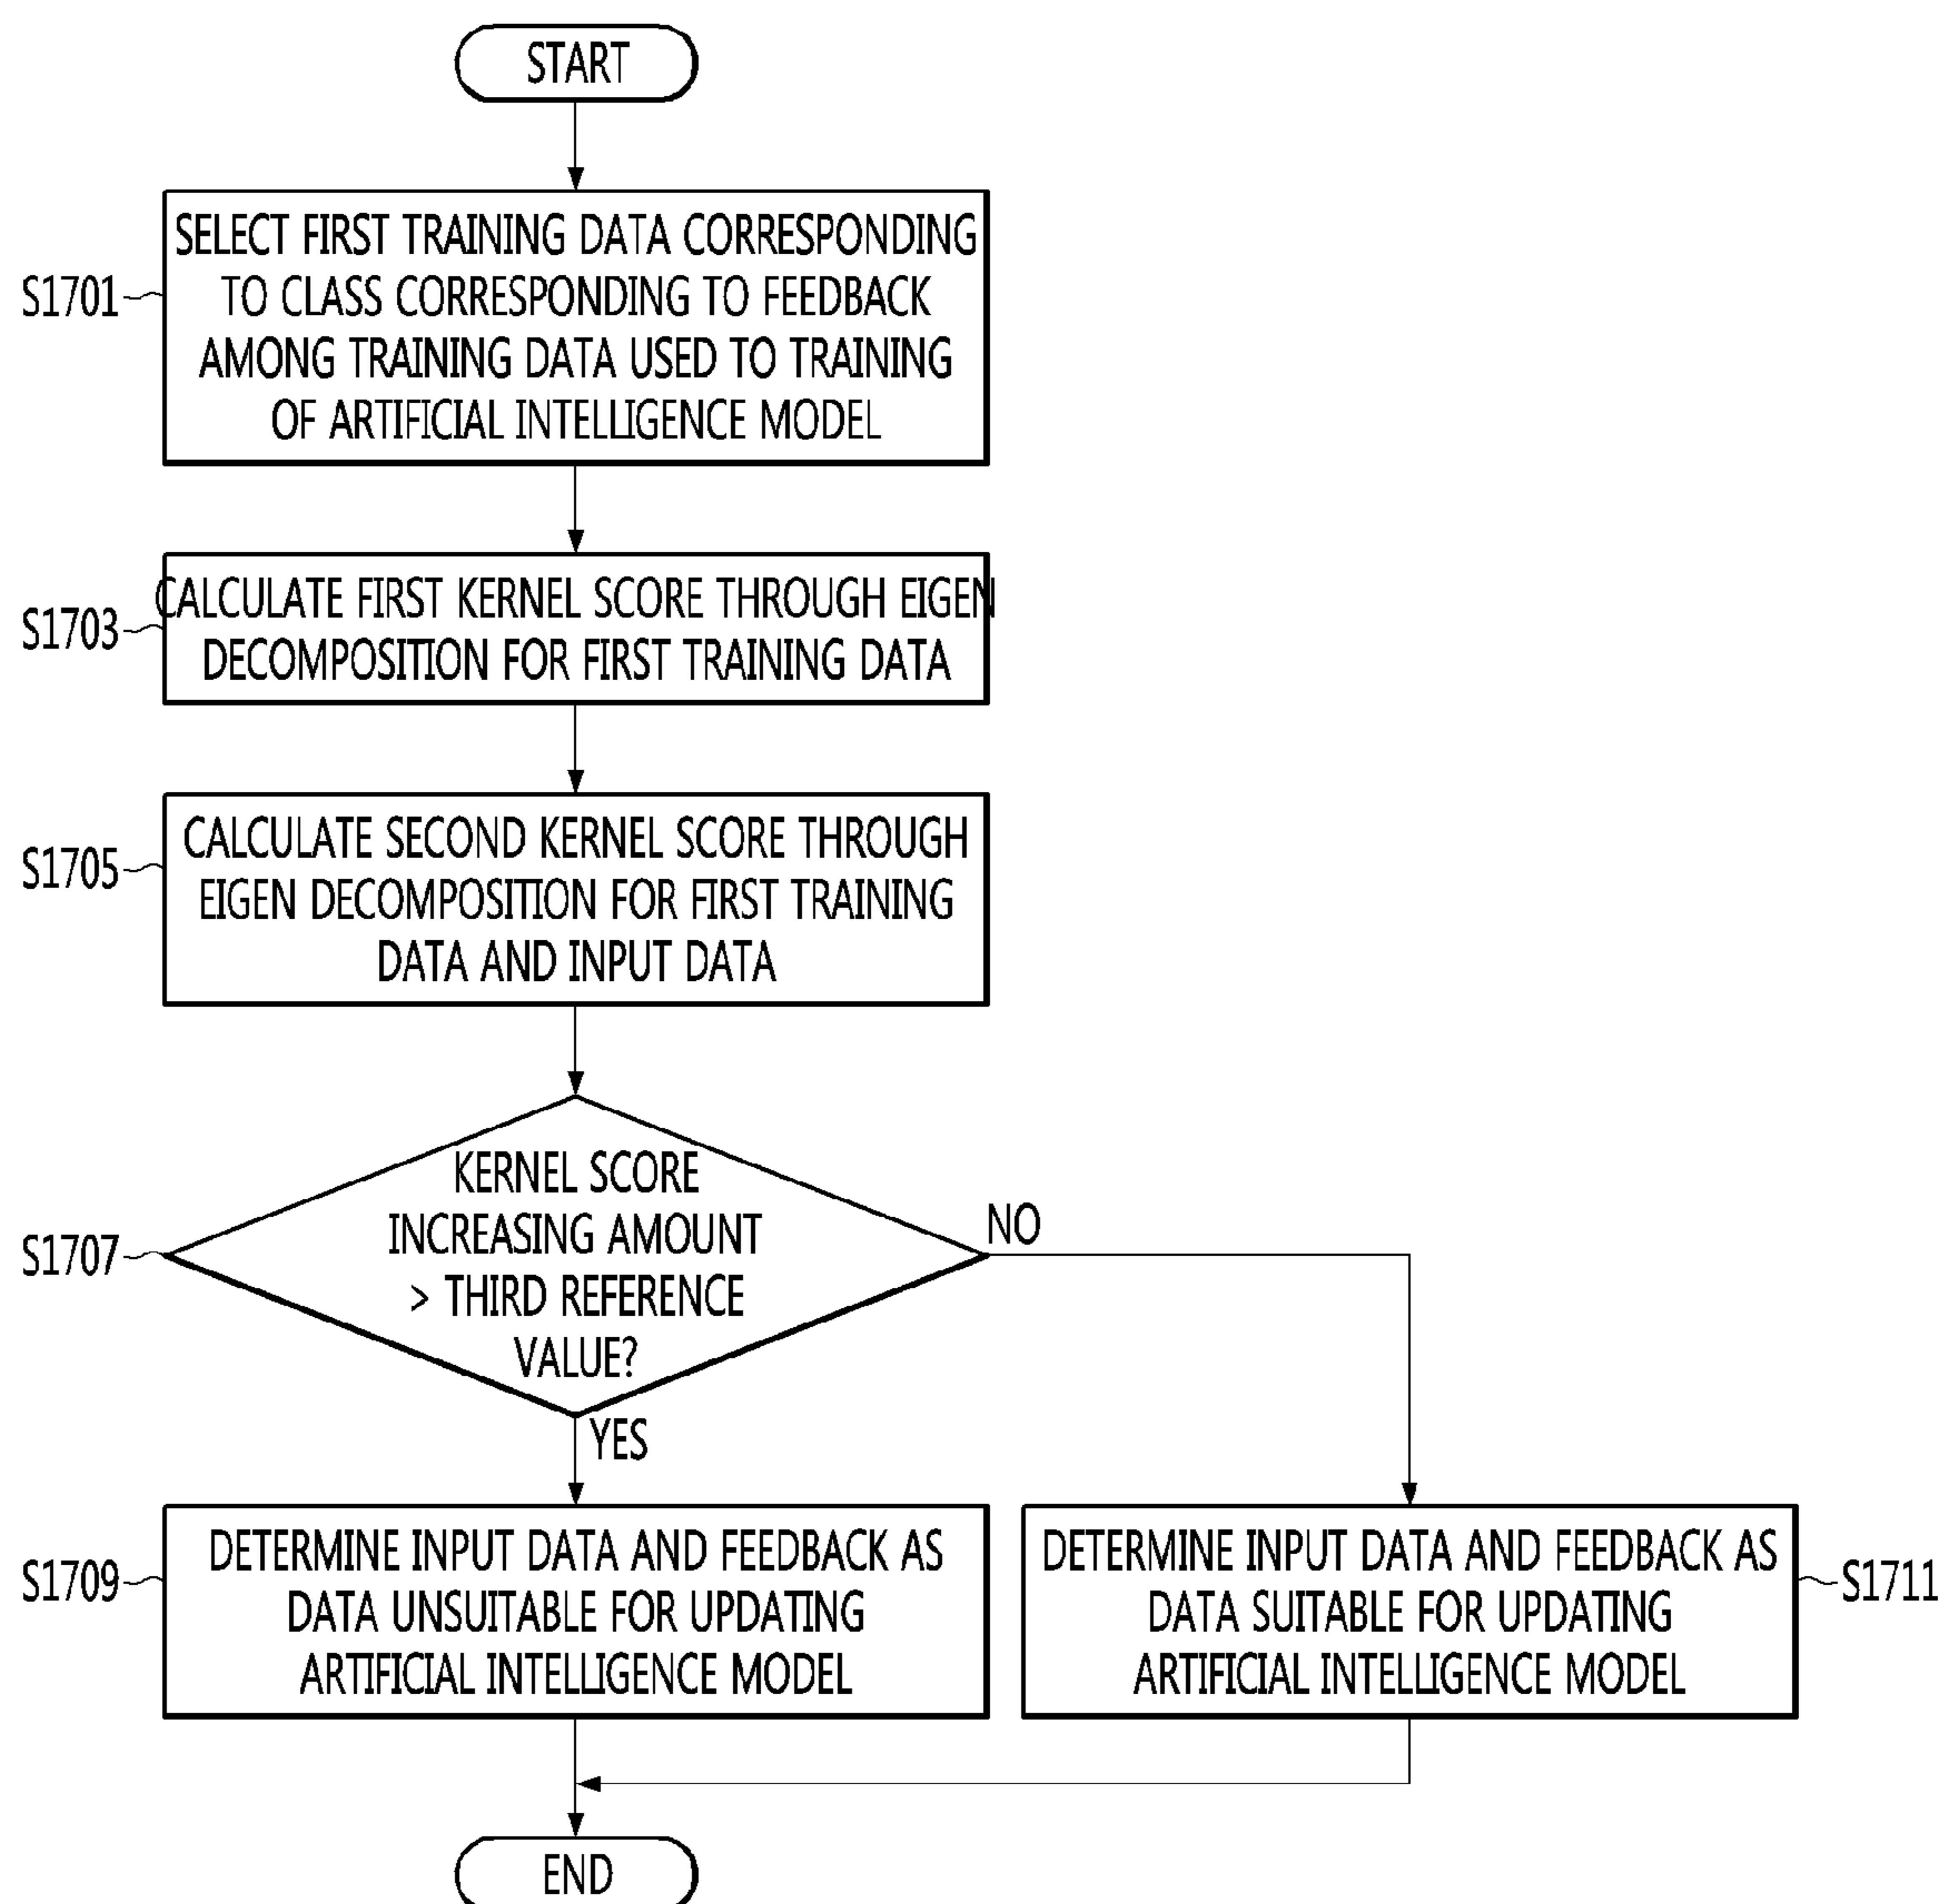 START
S1701
SELECT FIRST TRAINING DATA CORRESPONDING
TO CLASS CORRESPONDING TO FEEDBACK
AMONG TRAINING DATA USED TO TRAINING
OF ARTIFICIAL INTELLIGENCE MODEL
S1703
CALCULATE FIRST KERNEL SCORE THROUGH EIGEN
DECOMPOSITION FOR FIRST TRAINING DATA
S1705
CALCULATE SECOND KERNEL SCORE THROUGH
EIGEN DECOMPOSITION FOR FIRST TRAINING
DATA AND INPUT DATA
S1707
KERNEL SCORE
INCREASING AMOUNT
> THIRD REFERENCE
VALUE?
NO
YES
S1709
DETERMINE INPUT DATA AND FEEDBACK AS
DATA UNSUITABLE FOR UPDATING
ARTIFICIAL INTELLIGENCE MODEL
DETERMINE INPUT DATA AND FEEDBACK AS
DATA SUITABLE FOR UPDATING
ARTIFICIAL INTELLIGENCE MODEL
S1711
END